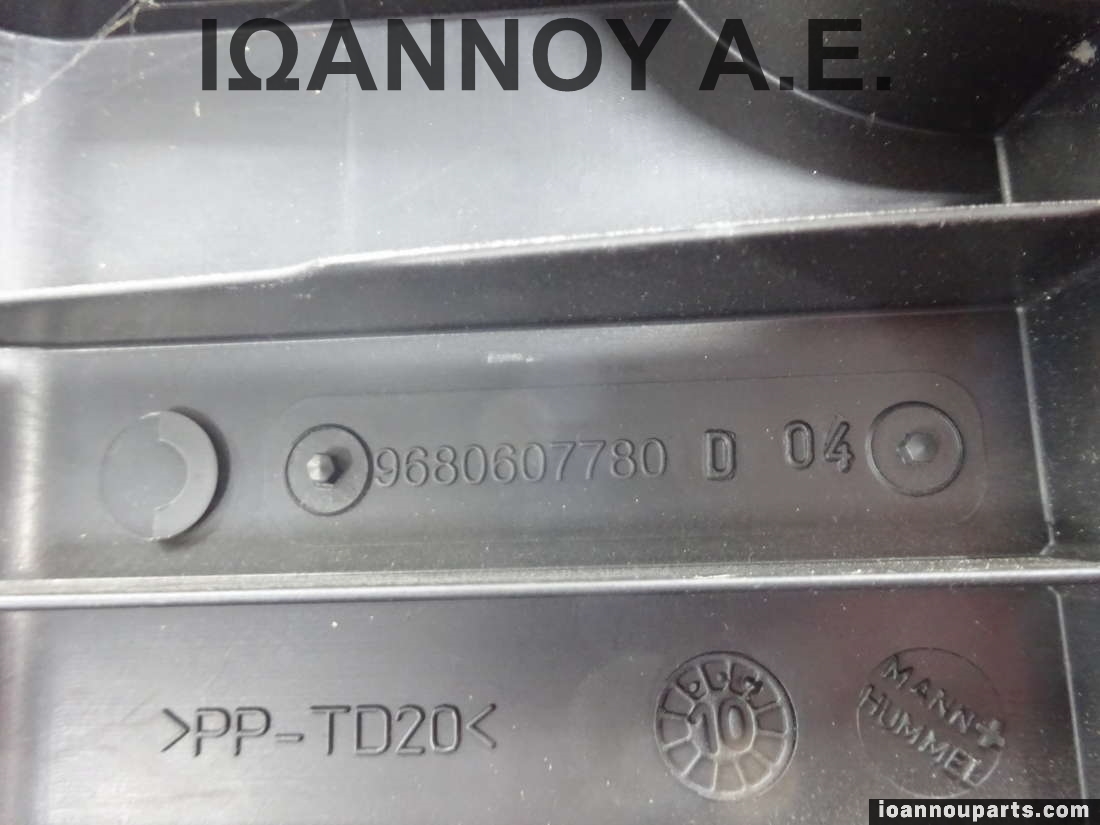 ΙΩΑΝΝΟΥ Α.Ε.
9680607780 D 04
>PP-TD20<
10
MANN+
HUMMEL
ioannouparts.com